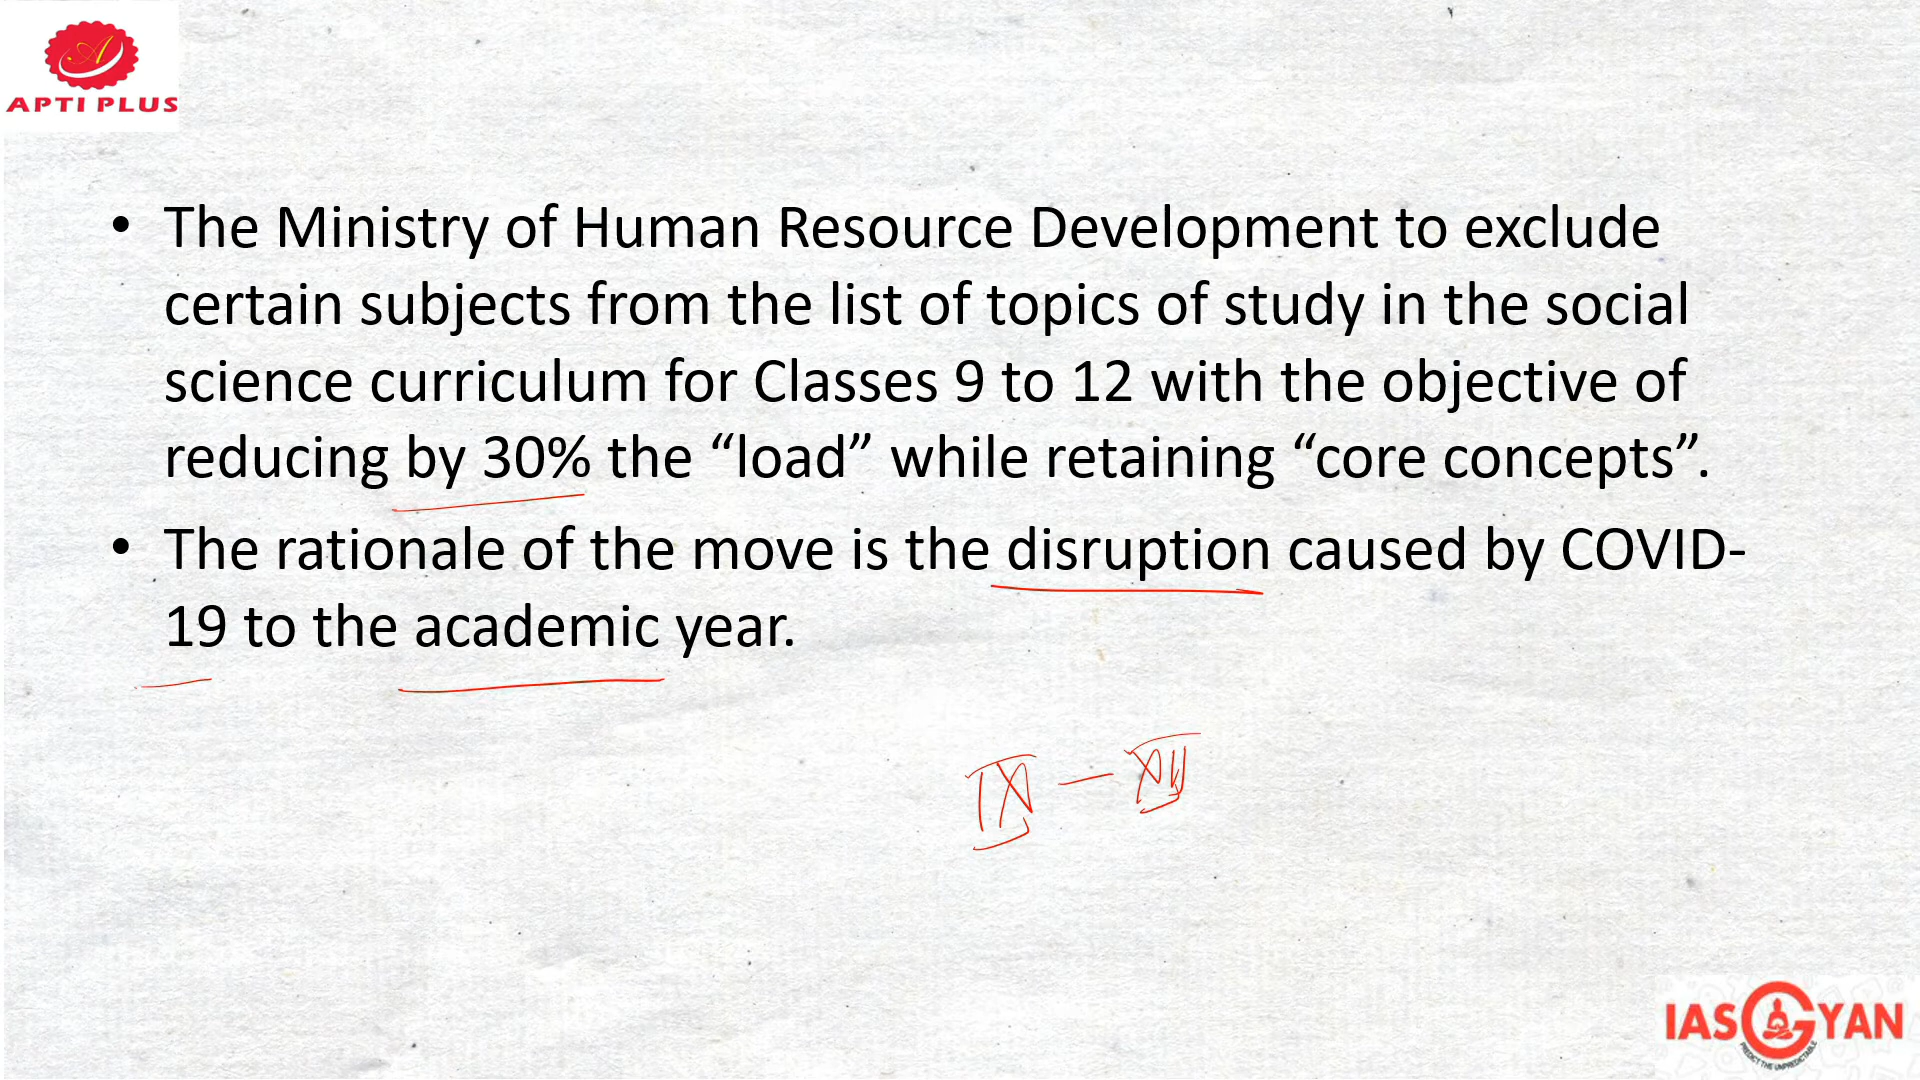 A
APTI PLUS
• The Ministry of Human Resource Development to exclude
certain subjects from the list of topics of study in the social
science curriculum for Classes 9 to 12 with the objective of
reducing by 30% the “load” while retaining “core concepts”.
• The rationale of the move is the disruption caused by COVID-
19 to the academic year.
IX — XII
IASGYAN
PREDICT THE UNPREDICTABLE